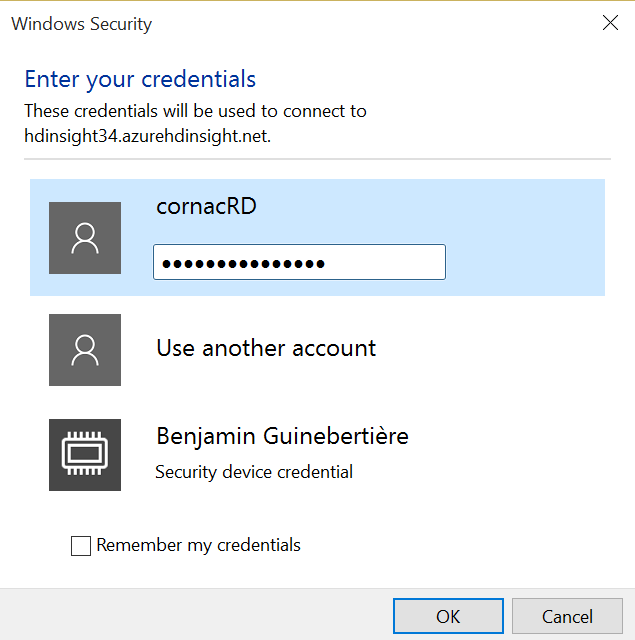 Windows Security
Enter your credentials
These credentials will be used to connect to
hdinsight34.azurehdinsight.net.
cornacRD
●●●●●●●●●●●●●●●
Use another account
Benjamin Guinebertière
Security device credential
Remember my credentials
OK
Cancel